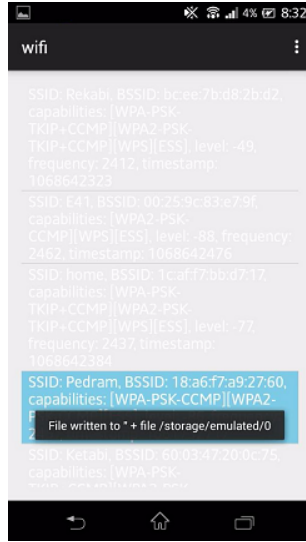 4% 8:32
wifi
SSID: Rekabi, BSSID: bc:ee:7b:d8:2b:d2,
capabilities: [WPA-PSK-
TKIP+CCMP][WPA2-PSK-
TKIP+CCMP][WPS][ESS], level: -49,
frequency: 2412, timestamp:
1068642323
SSID: E41, BSSID: 00:25:9c:83:e7:9f,
capabilities: [WPA2-PSK-
CCMP][WPS][ESS], level: -88, frequency:
2462, timestamp: 1068642476
SSID: home, BSSID: 1c:af:f7:bb:d7:17,
capabilities: [WPA-PSK-
TKIP+CCMP][WPS][ESS], level: -77,
frequency: 2437, timestamp:
1068642384
SSID: Pedram, BSSID: 18:a6:f7:a9:27:60,
capabilities: [WPA-PSK-CCMP][WPA2-
File written to " + file /storage/emulated/0
SSID: Ketabi, BSSID: 60:03:47:20:0c:75,
capabilities: [WPA-PSK-